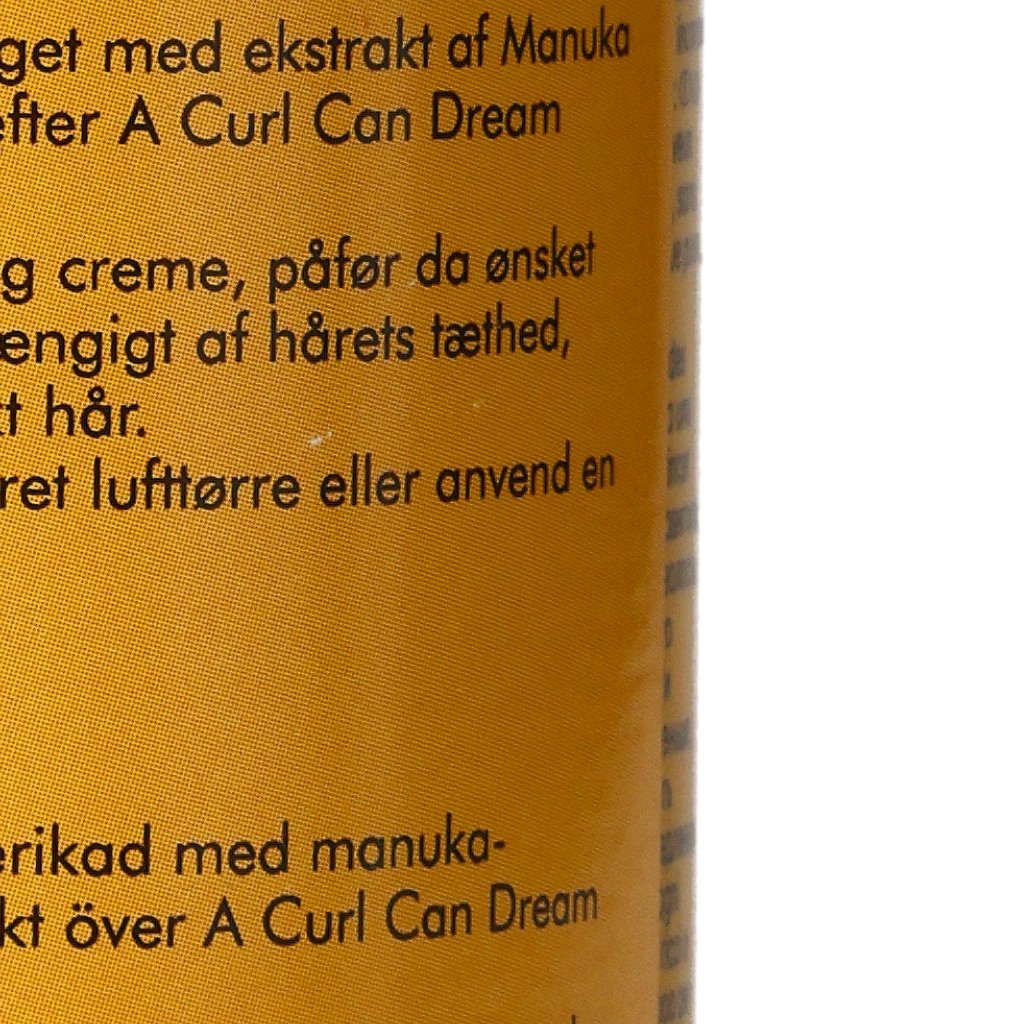 get med ekstrakt af Manuka
efter A Curl Can Dream
g creme, påfør da ønsket
ængigt af hårets tæthed,
t hår.
ret lufttørre eller anvend en
erikad med manuka-
kt över A Curl Can Dream